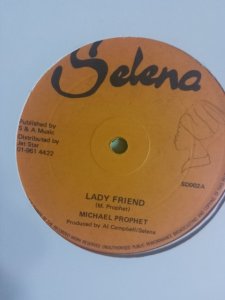 Selena
Published by
S & A Music
Distributed by
Jet Star
01-961 4422
SD002A
LADY FRIEND
(M. Prophet)
MICHAEL PROPHET
Produced by Al Campbell/Selena